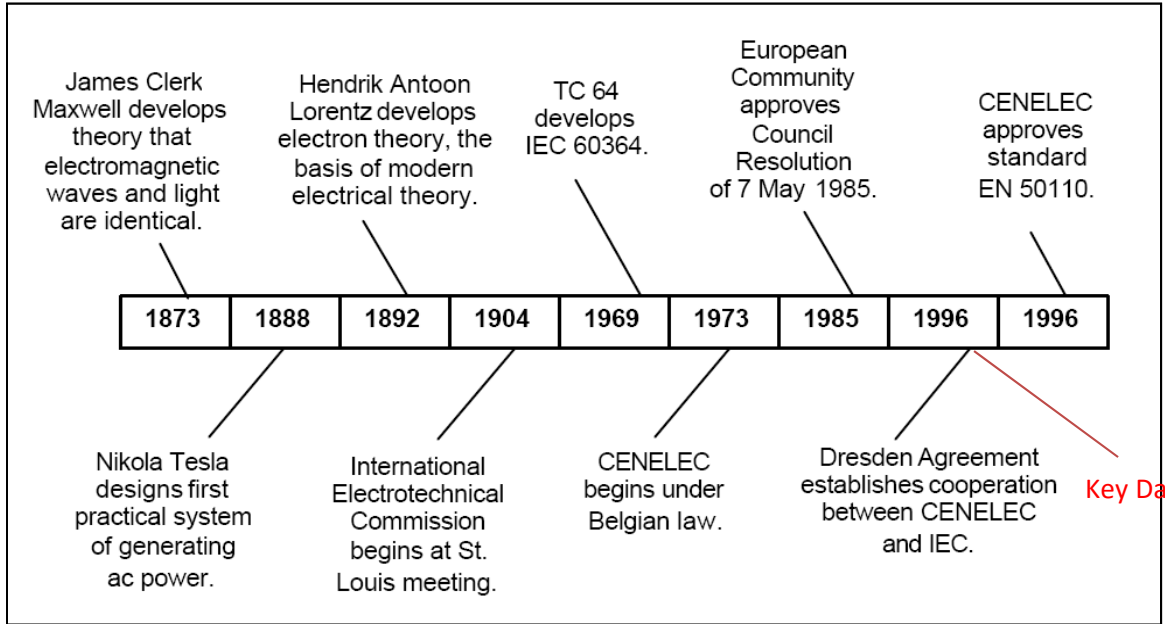 James Clerk
Maxwell develops
theory that
electromagnetic
waves and light
are identical.
Hendrik Antoon
Lorentz develops
electron theory, the
basis of modern
electrical theory.
TC 64
develops
IEC 60364.
European
Community
approves
Council
Resolution
of 7 May 1985.
CENELEC
approves
standard
EN 50110.
1873 1888 1892 1904 1969 1973 1985 1996 1996
Nikola Tesla
designs first
practical system
of generating
ac power.
International
Electrotechnical
Commission
begins at St.
Louis meeting.
CENELEC
begins under
Belgian law.
Dresden Agreement
establishes cooperation
between CENELEC
and IEC.
Key Da